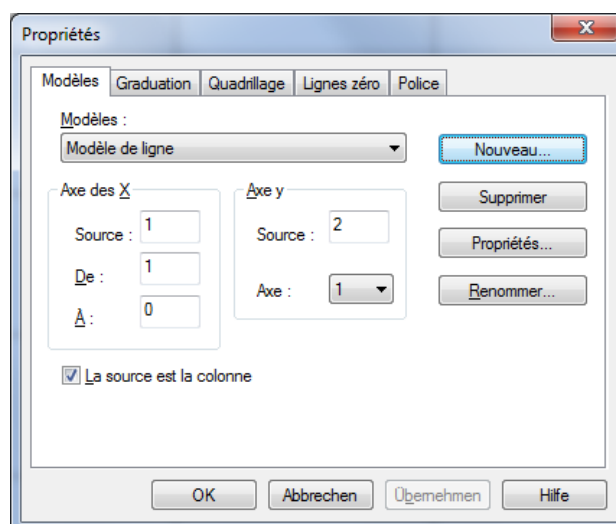 Propriétés
Modèles Graduation Quadrillage Lignes zéro Police
Modèles :
Modèle de ligne
Nouveau...
Axe des X
Axe y
Supprimer
Source : 1
Source : 2
Propriétés...
De : 1
Axe : 1
Renommer...
À : 0
La source est la colonne
OK Abbrechen Übernehmen Hilfe